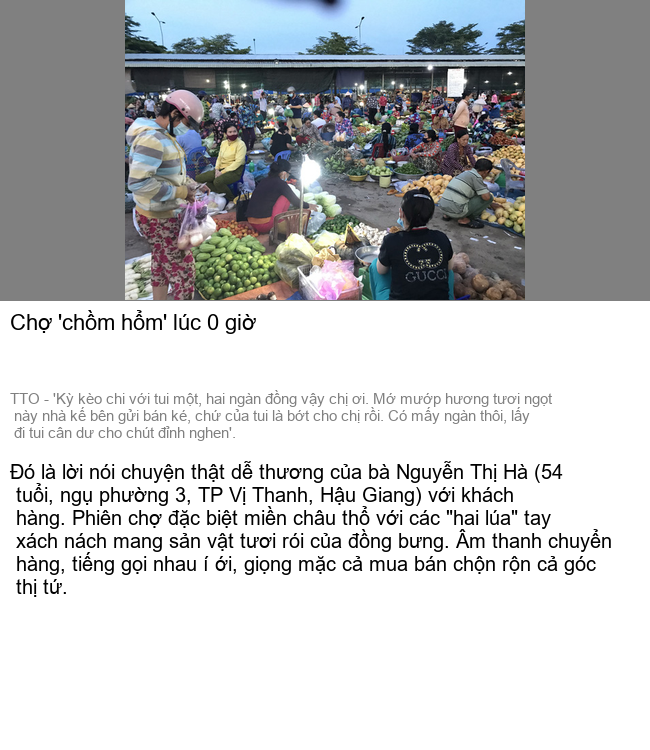 GUCCI
Chợ 'chồm hổm' lúc 0 giờ
TTO - 'Kỳ kèo chi với tui một, hai ngàn đồng vậy chị ơi. Mớ mướp hương tươi ngọt
này nhà kế bên gửi bán ké, chứ của tui là bớt cho chị rồi. Có mấy ngàn thôi, lấy
đi tui cân dư cho chút đỉnh nghen'.
Đó là lời nói chuyện thật dễ thương của bà Nguyễn Thị Hà (54
tuổi, ngụ phường 3, TP Vị Thanh, Hậu Giang) với khách
hàng. Phiên chợ đặc biệt miền châu thổ với các "hai lúa" tay
xách nách mang sản vật tươi rói của đồng bưng. Âm thanh chuyển
hàng, tiếng gọi nhau í ới, giọng mặc cả mua bán chộn rộn cả góc
thị tứ.